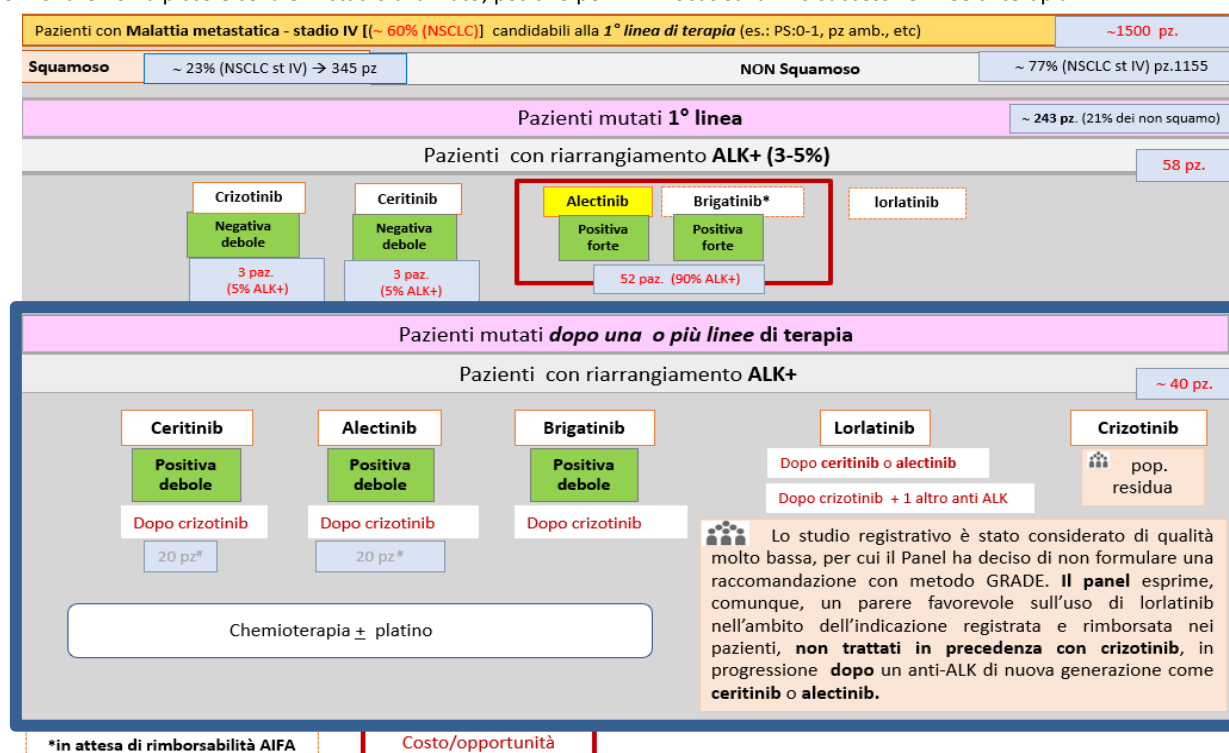 Pazienti con Malattia metastatica - stadio IV [(~ 60% (NSCLC)] candidabili alla 1° linea di terapia (es.: PS:0-1, pz amb., etc)
~1500 pz.
Squamoso
~ 23% (NSCLC st IV) → 345 pz
NON Squamoso
~ 77% (NSCLC st IV) pz.1155
Pazienti mutati 1° linea
~ 243 pz. (21% dei non squamo)
Pazienti con riarrangiamento ALK+ (3-5%)
58 pz.
Crizotinib
Negativa
debole
3 paz.
(5% ALK+)
Ceritinib
Negativa
debole
3 paz.
(5% ALK+)
Alectinib
Positiva
forte
Brigatinib*
Positiva
forte
52 paz. (90% ALK+)
lorlatinib
Pazienti mutati dopo una o più linee di terapia
Pazienti con riarrangiamento ALK+
~ 40 pz.
Ceritinib
Positiva
debole
Dopo crizotinib
20 pz#
Alectinib
Positiva
debole
Dopo crizotinib
20 pz#
Brigatinib
Positiva
debole
Dopo crizotinib
Lorlatinib
Dopo ceritinib o alectinib
Dopo crizotinib + 1 altro anti ALK
Crizotinib
pop.
residua
Lo studio registrativo è stato considerato di qualità
molto bassa, per cui il Panel ha deciso di non formulare una
raccomandazione con metodo GRADE. Il panel esprime,
comunque, un parere favorevole sull'uso di lorlatinib
nell'ambito dell'indicazione registrata e rimborsata nei
pazienti, non trattati in precedenza con crizotinib, in
progressione dopo un anti-ALK di nuova generazione come
ceritinib o alectinib.
Chemioterapia + platino
*in attesa di rimborsabilità AIFA
Costo/opportunità